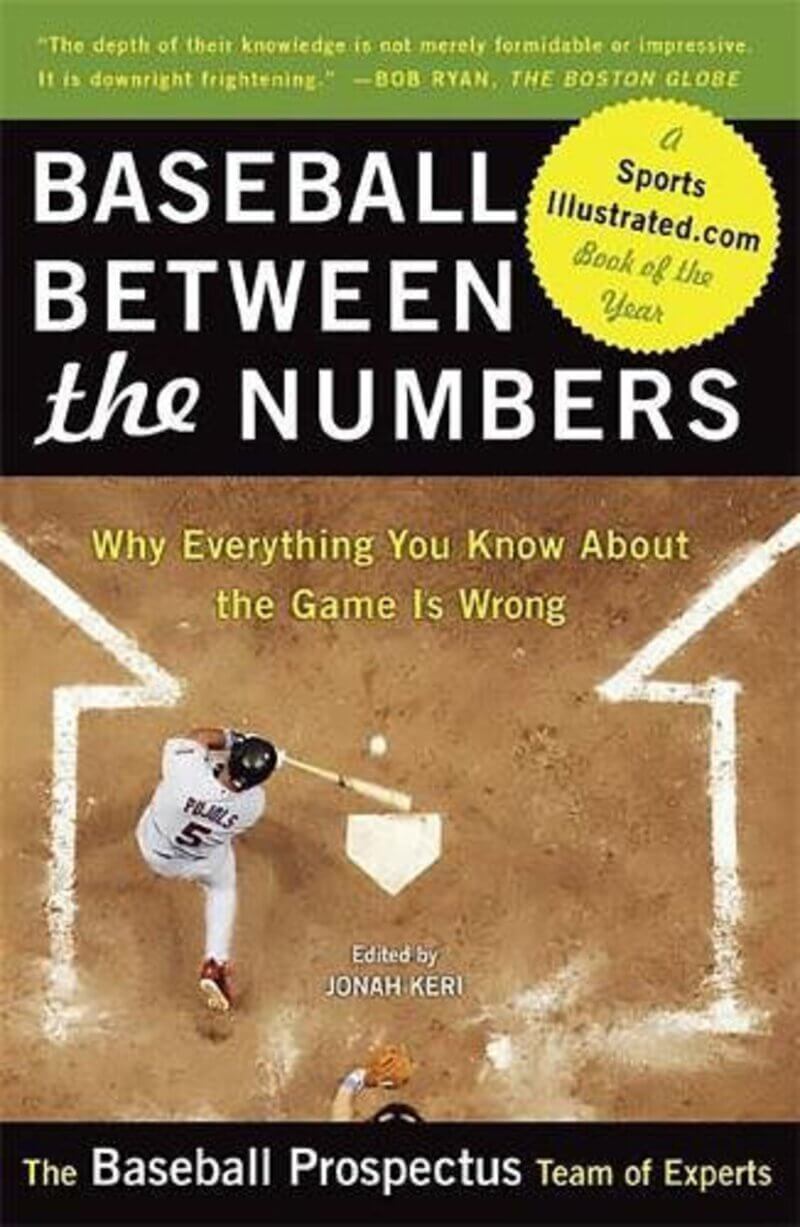 "The depth of their knowledge is not merely formidable or impressive.
It is downright frightening." —BOB RYAN, THE BOSTON GLOBE
A
Sports
Illustrated.com
Book of the
Year
BASEBALL
BETWEEN
the NUMBERS
Why Everything You Know About
the Game Is Wrong
PUJOLS
5
Edited by
JONAH KERI
The Baseball Prospectus Team of Experts